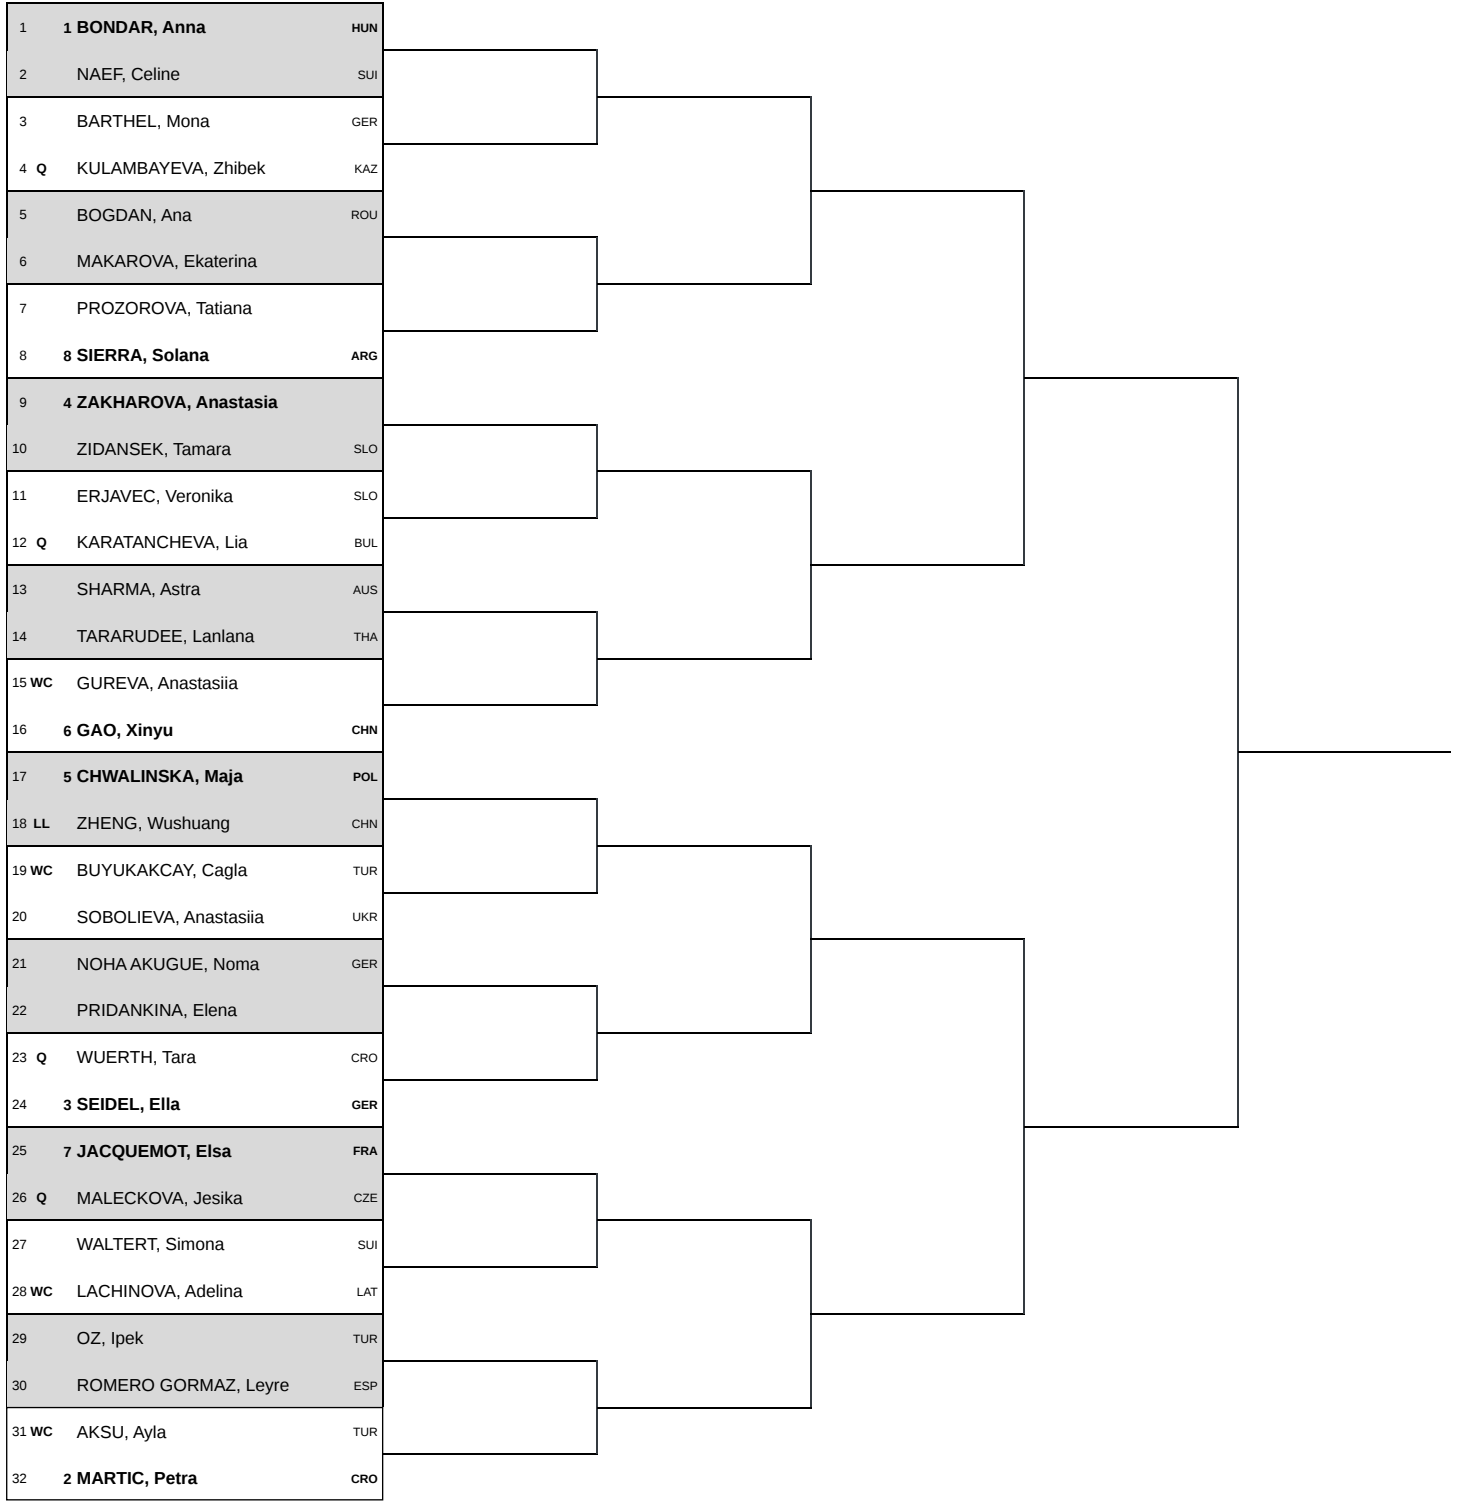 1 1 BONDAR, Anna HUN
2 NAEF, Celine SUI
3 BARTHEL, Mona GER
4 Q KULAMBAYEVA, Zhibek KAZ
5 BOGDAN, Ana ROU
6 MAKAROVA, Ekaterina
7 PROZOROVA, Tatiana
8 8 SIERRA, Solana ARG
9 4 ZAKHAROVA, Anastasia
10 ZIDANSEK, Tamara SLO
11 ERJAVEC, Veronika SLO
12 Q KARATANCHEVA, Lia BUL
13 SHARMA, Astra AUS
14 TARARUDEE, Lanlana THA
15 WC GUREVA, Anastasiia
16 6 GAO, Xinyu CHN
17 5 CHWALINSKA, Maja POL
18 LL ZHENG, Wushuang CHN
19 WC BUYUKAKCAY, Cagla TUR
20 SOBOLIEVA, Anastasiia UKR
21 NOHA AKUGUE, Noma GER
22 PRIDANKINA, Elena
23 Q WUERTH, Tara CRO
24 3 SEIDEL, Ella GER
25 7 JACQUEMOT, Elsa FRA
26 Q MALECKOVA, Jesika CZE
27 WALTERT, Simona SUI
28 WC LACHINOVA, Adelina LAT
29 OZ, Ipek TUR
30 ROMERO GORMAZ, Leyre ESP
31 WC AKSU, Ayla TUR
32 2 MARTIC, Petra CRO